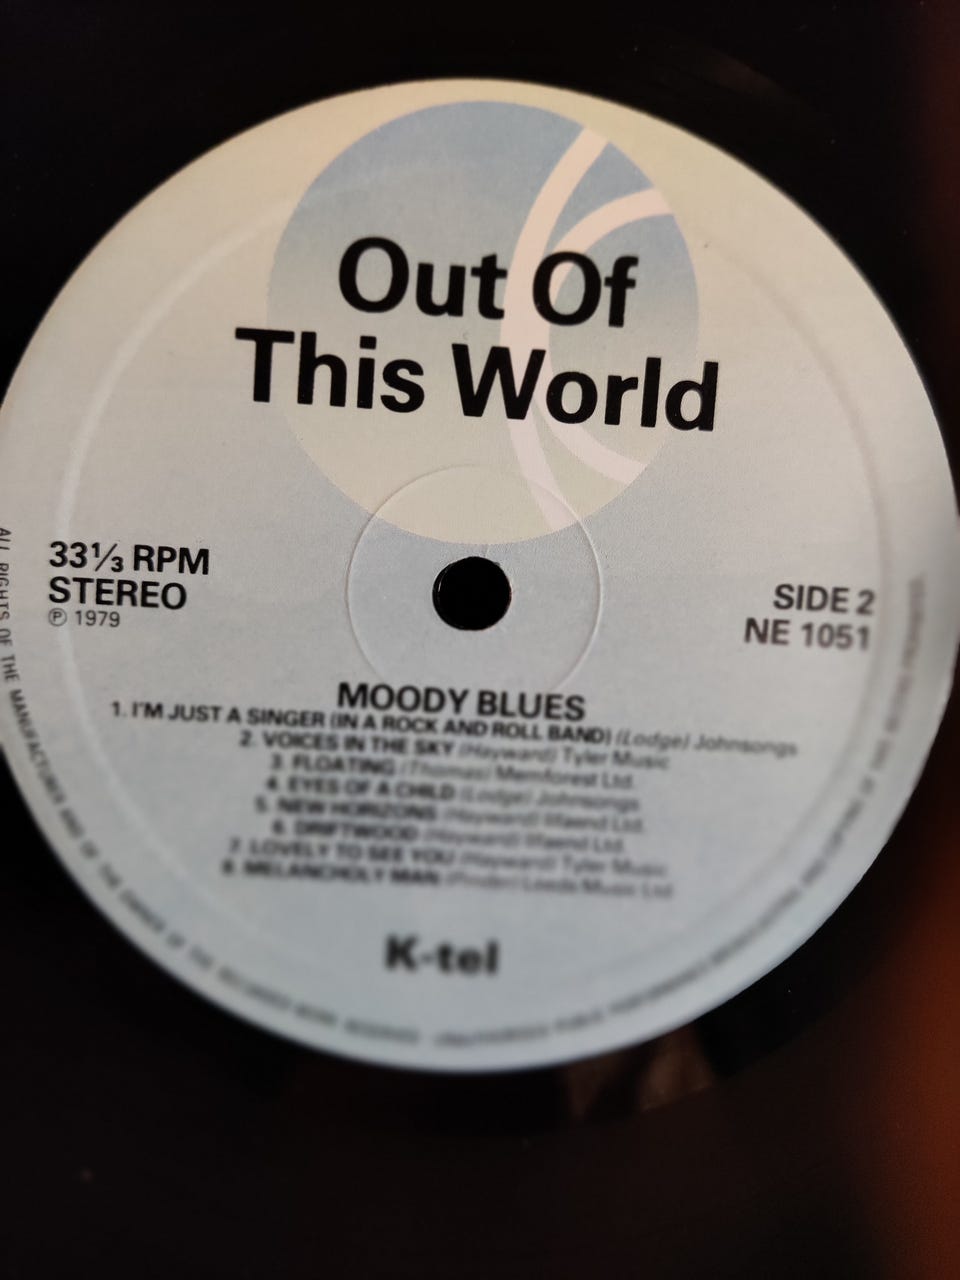 Out Of
This World
33⅓ RPM
STEREO
Ⓟ 1979
SIDE 2
NE 1051
MOODY BLUES
1. I'M JUST A SINGER (IN A ROCK AND ROLL BAND) (Lodge) Johnsongs
2. VOICES IN THE SKY (Hayward) Tyler Music
3. FLOATING (Thomas) Memforest Ltd.
4. EYES OF A CHILD (Lodge) Johnsongs
5. NEW HORIZONS (Hayward) Ltd.
6. DRIFTWOOD (Hayward) Ltd.
7. LOVELY TO SEE YOU (Hayward) Tyler Music
8. MELANCHOLY MAN (Pinder) Leeds Music Ltd.
K-tel
ALL RIGHTS OF THE MANUFACTURER AND OF THE OWNER OF THE RECORDED WORK RESERVED